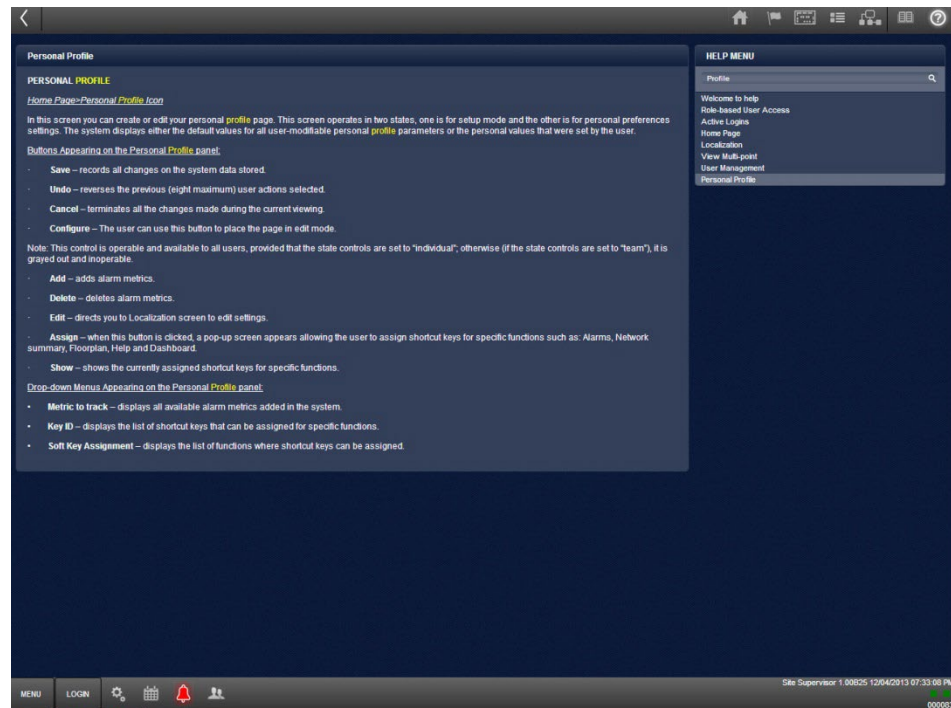 Personal Profile
PERSONAL PROFILE
Home Page>Personal Profile Icon
In this screen you can create or edit your personal profile page. This screen operates in two states, one is for setup mode and the other is for personal preferences
settings. The system displays either the default values for all user-modifiable personal profile parameters or the personal values that were set by the user.
Buttons Appearing on the Personal Profile panel:
· Save – records all changes on the system data stored.
· Undo – reverses the previous (eight maximum) user actions selected.
· Cancel – terminates all the changes made during the current viewing.
· Configure – The user can use this button to place the page in edit mode.
Note: This control is operable and available to all users, provided that the state controls are set to "individual"; otherwise (if the state controls are set to "team"), it is
grayed out and inoperable.
· Add – adds alarm metrics.
· Delete – deletes alarm metrics.
· Edit – directs you to Localization screen to edit settings.
· Assign – when this button is clicked, a pop-up screen appears allowing the user to assign shortcut keys for specific functions such as: Alarms, Network
summary, Floorplan, Help and Dashboard.
· Show – shows the currently assigned shortcut keys for specific functions.
Drop-down Menus Appearing on the Personal Profile panel:
• Metric to track – displays all available alarm metrics added in the system.
• Key ID – displays the list of shortcut keys that can be assigned for specific functions.
• Soft Key Assignment – displays the list of functions where shortcut keys can be assigned.
HELP MENU
Profile
Welcome to help
Role-based User Access
Active Logins
Home Page
Localization
View Multi-point
User Management
Personal Profile
MENU
LOGIN
Site Supervisor 1.00B25 12/04/2013 07:33:08 PM